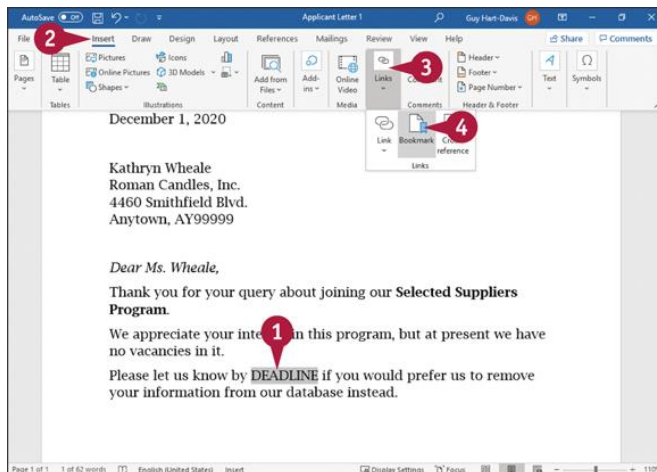 AutoSave Off Applicant Letter 1 Guy Hart-Davis GH
File Insert Draw Design Layout References Mailings Review View Help Share Comments
2 3 4 1
Pages
Table
Tables
Pictures
Online Pictures
Shapes
Icons
3D Models
Illustrations
Add from
Files
Content
Add-
ins
Online
Video
Media
Links
Comments
Header
Footer
Page Number
Header & Footer
Text
Symbols
Link
Bookmark
reference
Links
December 1, 2020
Kathryn Wheale
Roman Candles, Inc.
4460 Smithfield Blvd.
Anytown, AY99999
Dear Ms. Wheale,
Thank you for your query about joining our Selected Suppliers
Program.
We appreciate your in this program, but at present we have
no vacancies in it.
Please let us know by DEADLINE if you would prefer us to remove
your information from our database instead.
Page 1 of 1 1 of 62 words English (United States) Insert Display Settings Focus 110%